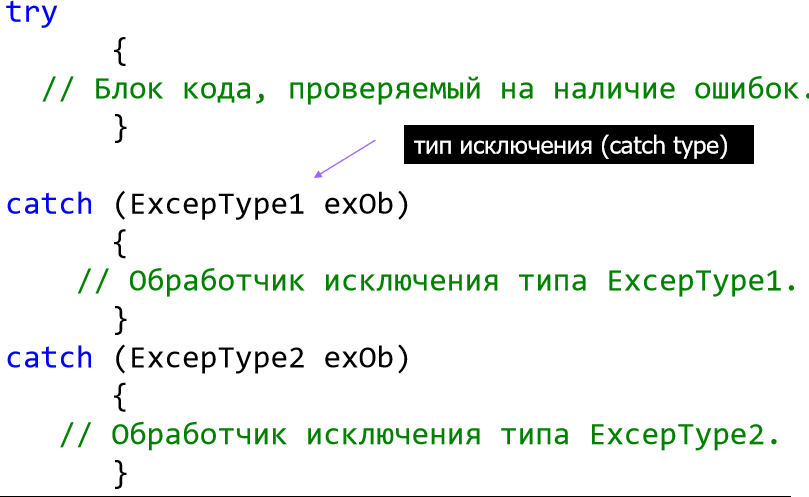 try
{
// Блок кода, проверяемый на наличие ошибок.
}
тип исключения (catch type)
catch (ExcepType1 exOb)
{
// Обработчик исключения типа ExcepType1.
}
catch (ExcepType2 exOb)
{
// Обработчик исключения типа ExcepType2.
}